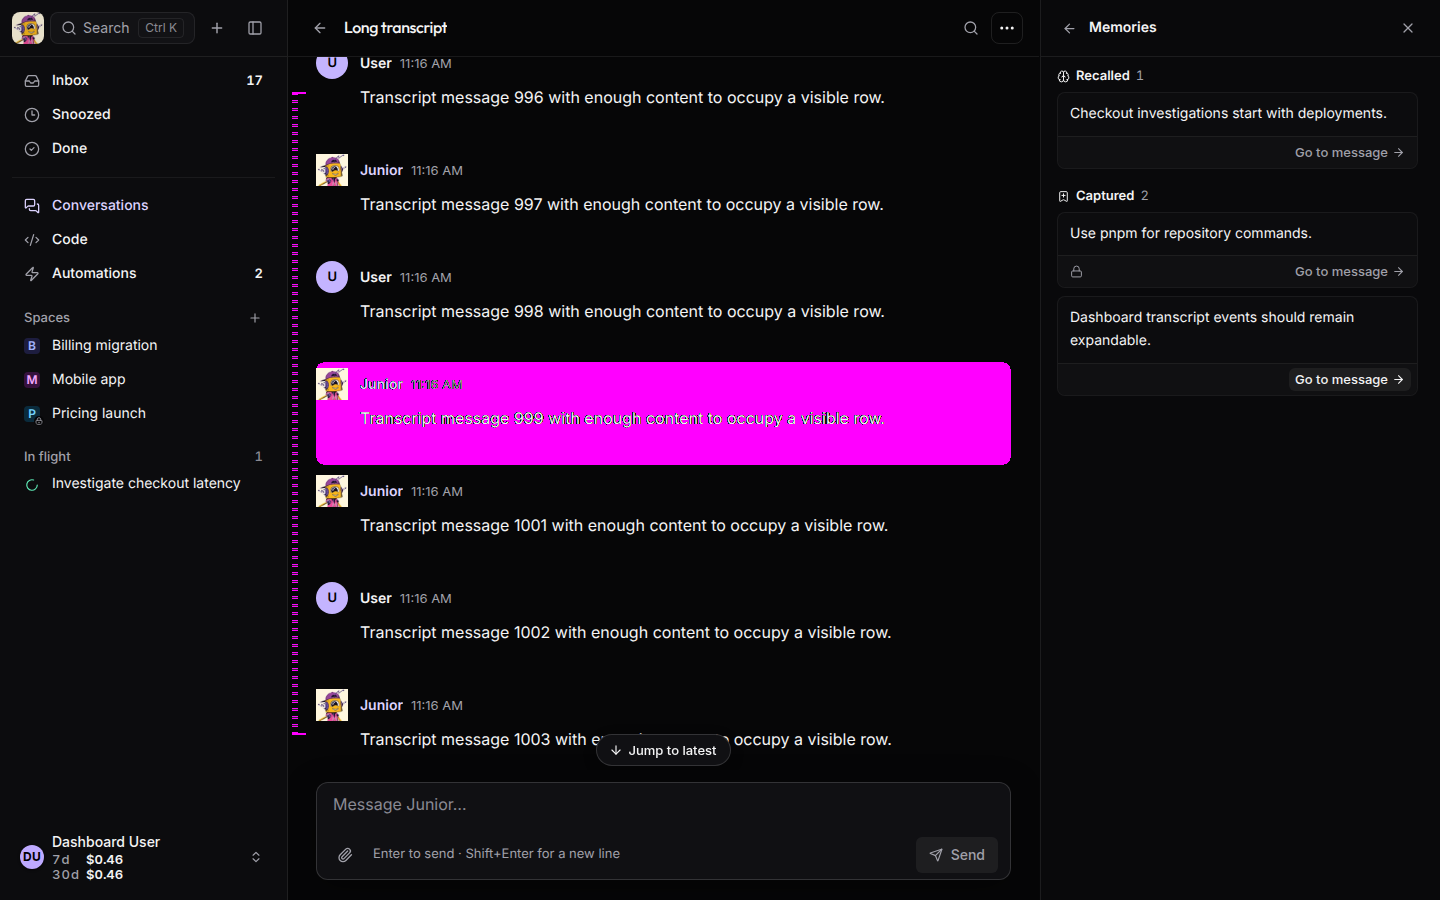 Search Ctrl K
Inbox 17
Snoozed
Done
Conversations
Code
Automations 2
Spaces
B Billing migration
M Mobile app
P Pricing launch
In flight 1
Investigate checkout latency
DU Dashboard User
7d $0.46
30d $0.46
Long transcript
U User 11:16 AM
Transcript message 996 with enough content to occupy a visible row.
Junior 11:16 AM
Transcript message 997 with enough content to occupy a visible row.
U User 11:16 AM
Transcript message 998 with enough content to occupy a visible row.
Junior 11:16 AM
Transcript message 999 with enough content to occupy a visible row.
Junior 11:16 AM
Transcript message 1001 with enough content to occupy a visible row.
U User 11:16 AM
Transcript message 1002 with enough content to occupy a visible row.
Junior 11:16 AM
Transcript message 1003 with occupy a visible row.
Jump to latest
Message Junior...
Enter to send · Shift+Enter for a new line
Send
Memories
Recalled 1
Checkout investigations start with deployments.
Go to message
Captured 2
Use pnpm for repository commands.
Go to message
Dashboard transcript events should remain
expandable.
Go to message